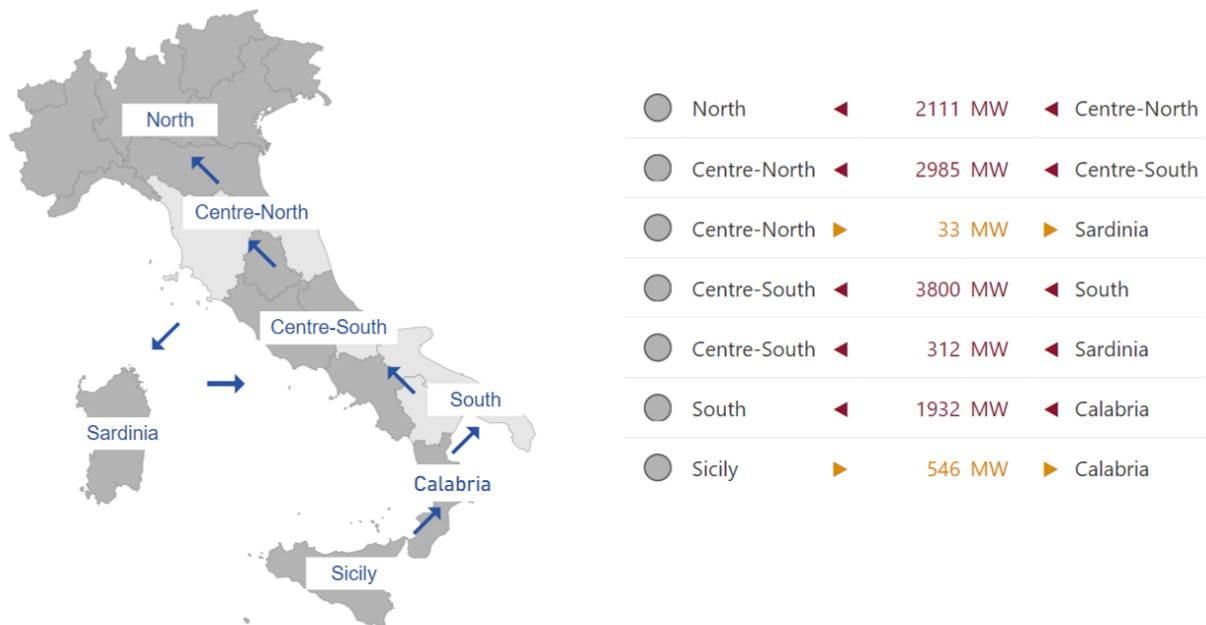 North
Centre-North
Centre-South
South
Sardinia
Calabria
Sicily
North 2111 MW Centre-North
Centre-North 2985 MW Centre-South
Centre-North 33 MW Sardinia
Centre-South 3800 MW South
Centre-South 312 MW Sardinia
South 1932 MW Calabria
Sicily 546 MW Calabria